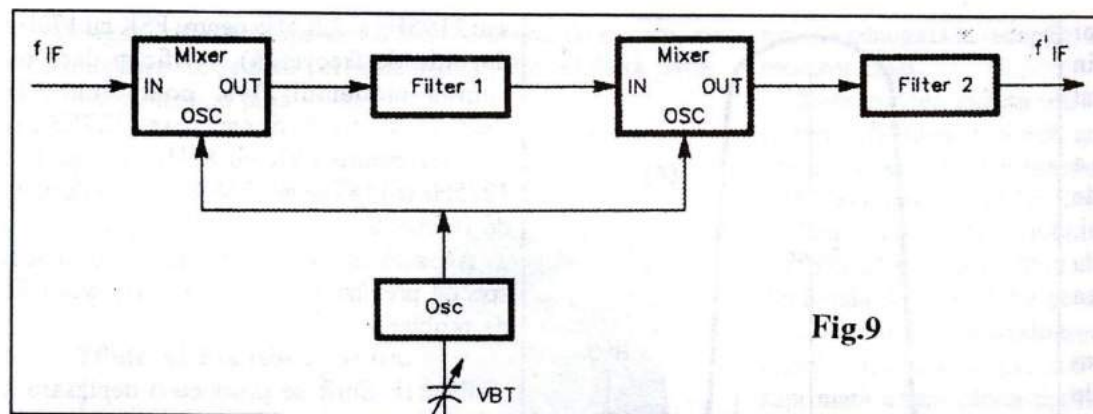 f IF
Mixer
IN
OUT
OSC
Filter 1
Mixer
IN
OUT
OSC
Filter 2
f'IF
Osc
VBT
Fig.9